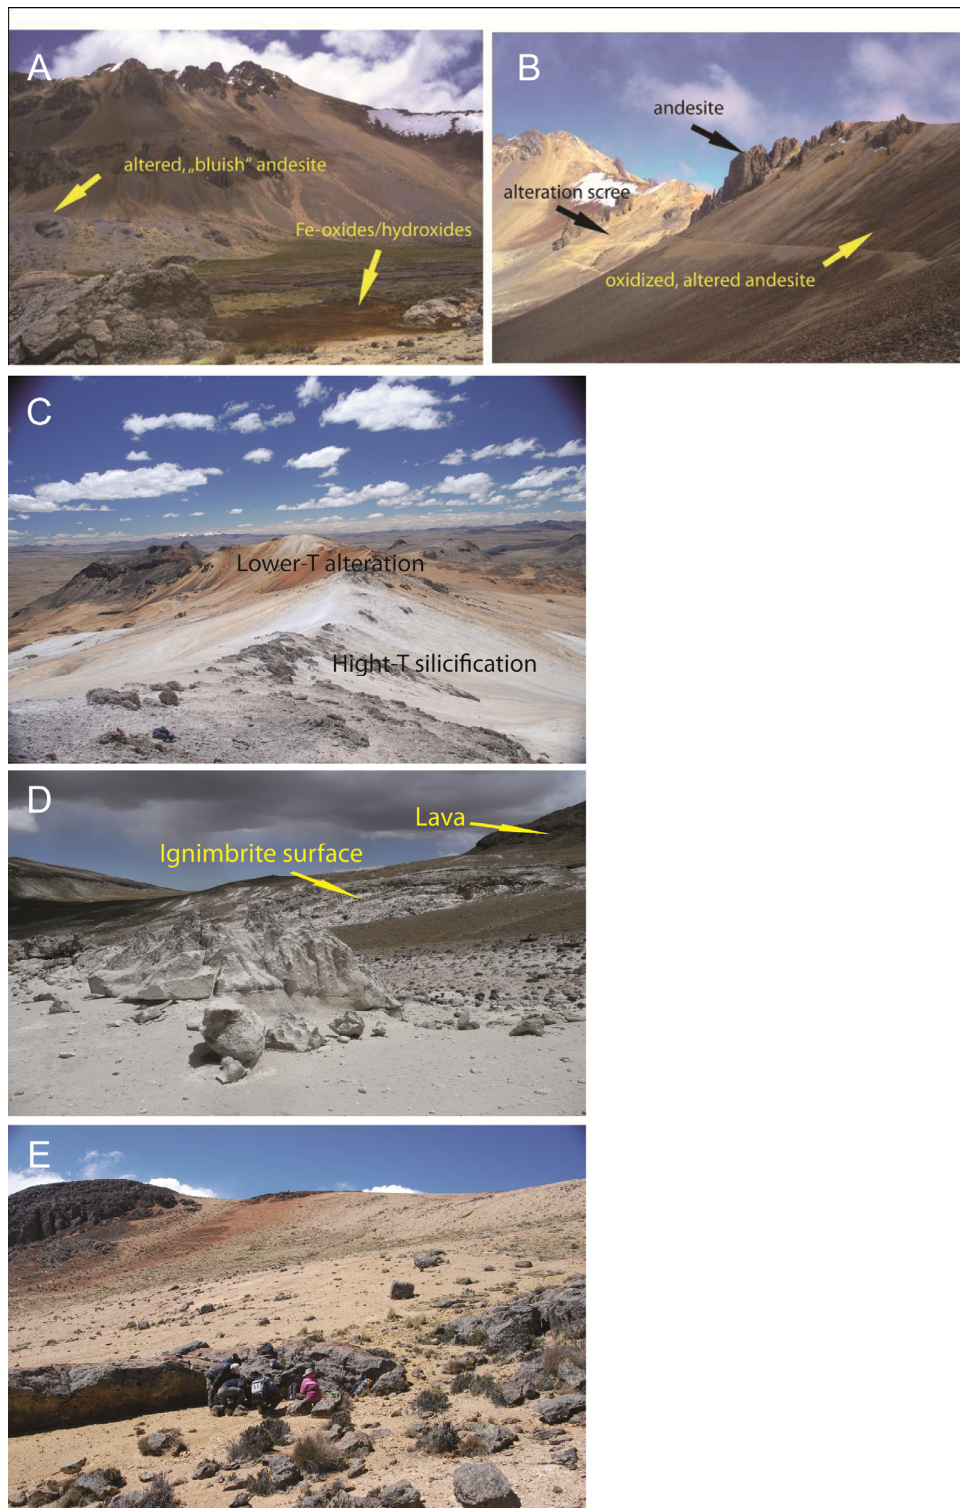 A
altered, „bluish“ andesite
Fe-oxides/hydroxides
B
andesite
alteration scree
oxidized, altered andesite
C
Lower-T alteration
Hight-T silicification
D
Lava
Ignimbrite surface
E